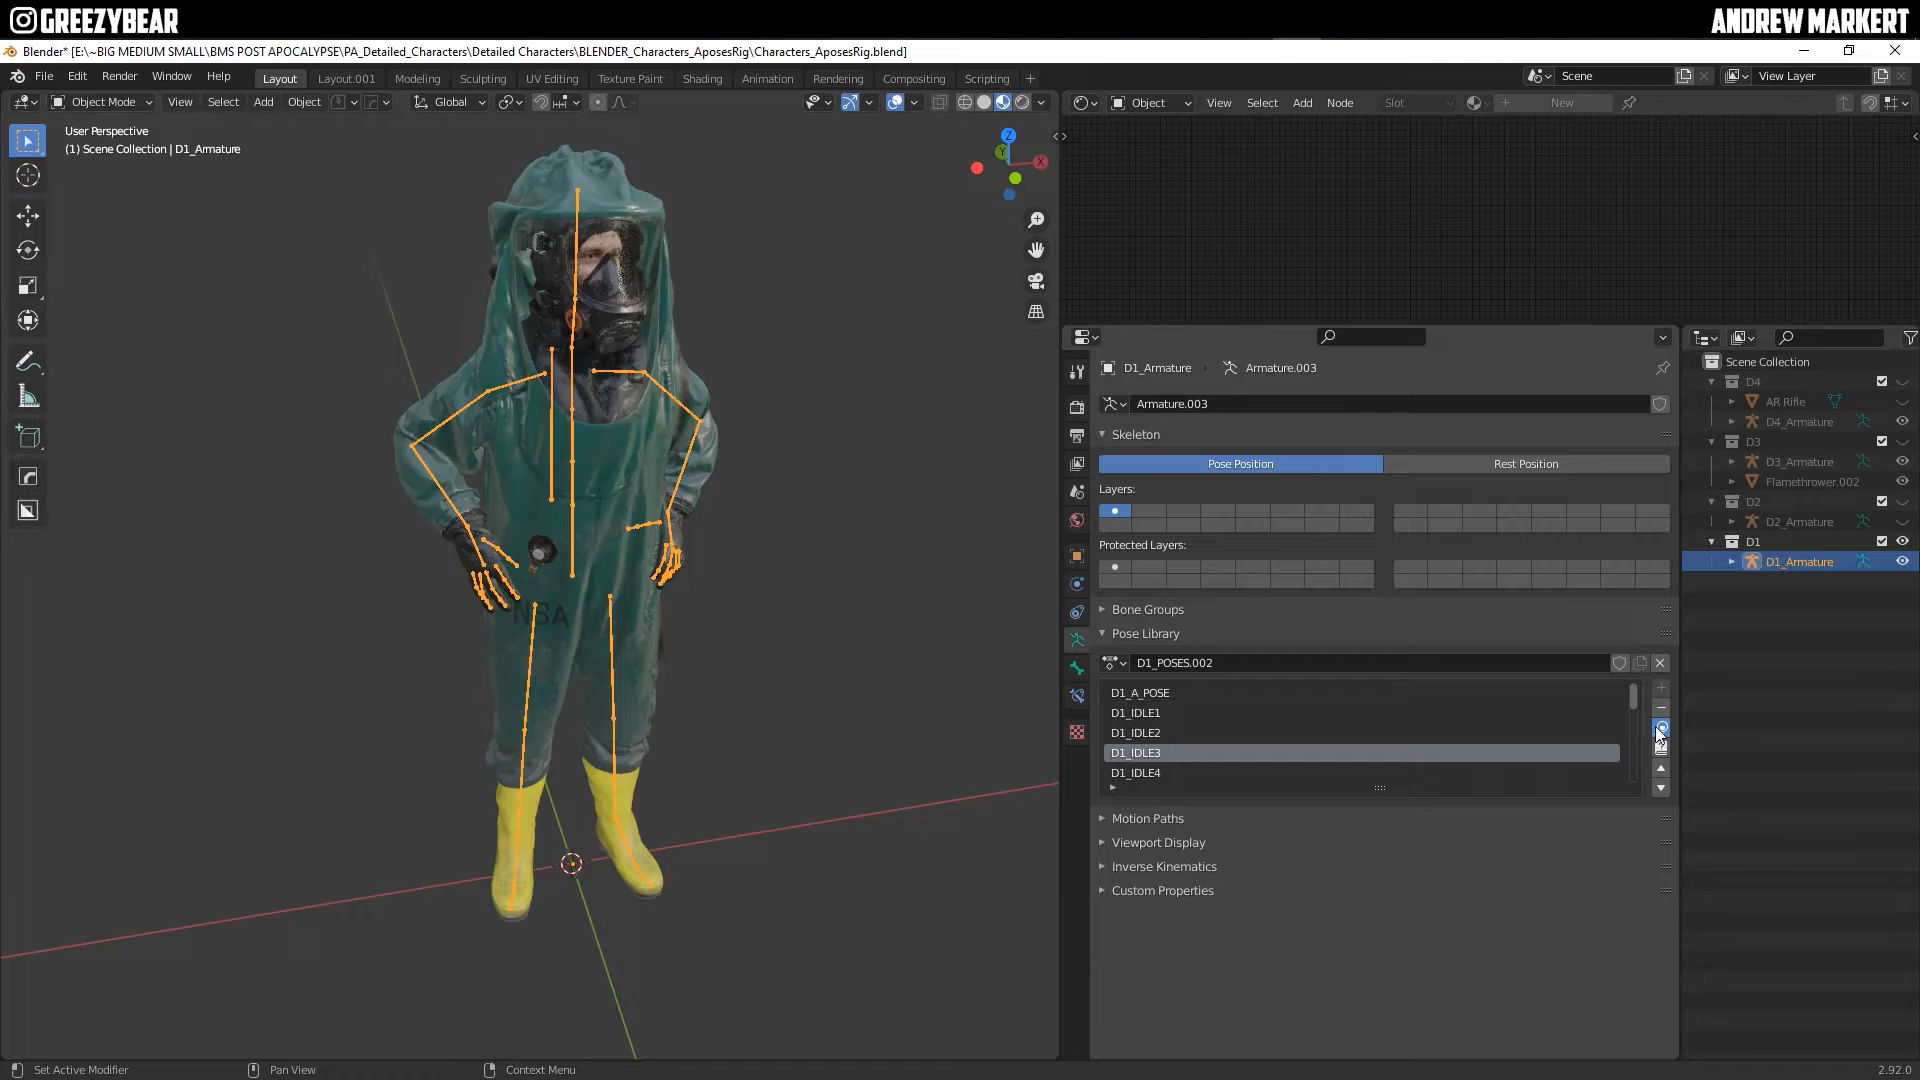 GREEZYBEAR
ANDREW MARKERT
Blender* [E:\~BIG MEDIUM SMALL\BMS POST APOCALYPSE\PA_Detailed_Characters\Detailed Characters\BLENDER_Characters_AposesRig\Characters_AposesRig.blend]
File Edit Render Window Help Layout Layout.001 Modeling Sculpting UV Editing Texture Paint Shading Animation Rendering Compositing Scripting + Scene View Layer
Object Mode View Select Add Object Global Object View Select Add Node Slot New
User Perspective
(1) Scene Collection | D1_Armature
Z
Y
X
NSA
D1_Armature Armature.003
Armature.003
Skeleton
Pose Position Rest Position
Layers:
Protected Layers:
Bone Groups
Pose Library
D1_POSES.002
D1_A_POSE
D1_IDLE1
D1_IDLE2
D1_IDLE3
D1_IDLE4
Motion Paths
Viewport Display
Inverse Kinematics
Custom Properties
Scene Collection
D4
AR Rifle
D4_Armature
D3
D3_Armature
Flamethrower.002
D2
D2_Armature
D1
D1_Armature
Set Active Modifier Pan View Context Menu 2.92.0